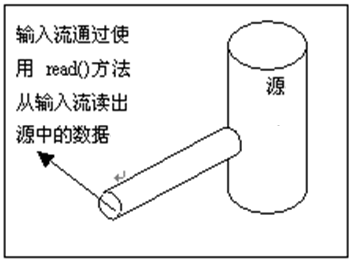 输入流通过使
用 read()方法
从输入流读出
源中的数据
源